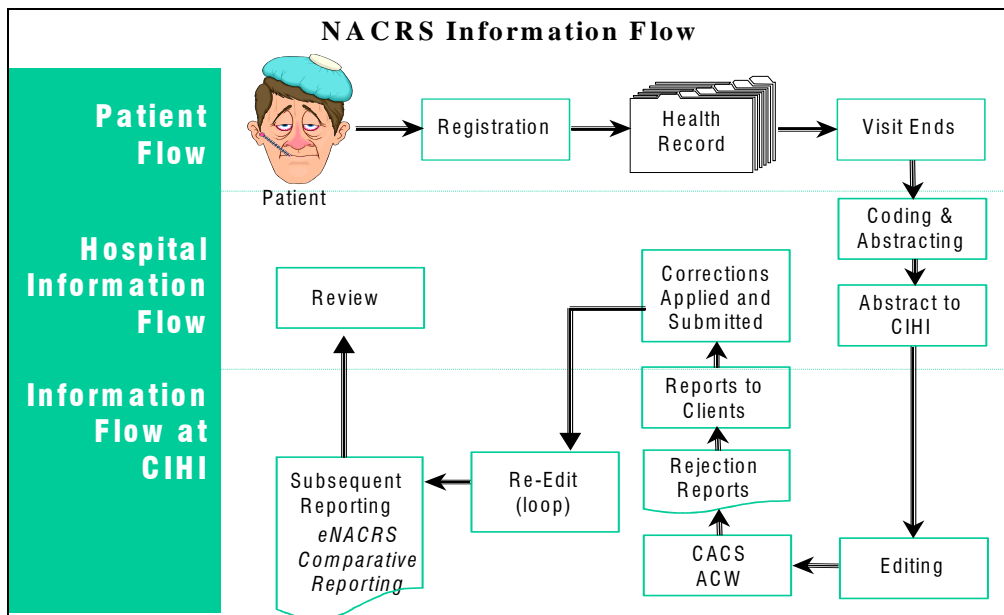 NACRS Information Flow
Patient
Flow
Patient
Registration
Health
Record
Visit Ends
Hospital
Information
Flow
Coding &
Abstracting
Review
Corrections
Applied and
Submitted
Abstract to
CIHI
Information
Flow at
CIHI
Reports to
Clients
Subsequent
Reporting
eNACRS
Comparative
Reporting
Re-Edit
(loop)
Rejection
Reports
CACS
ACW
Editing